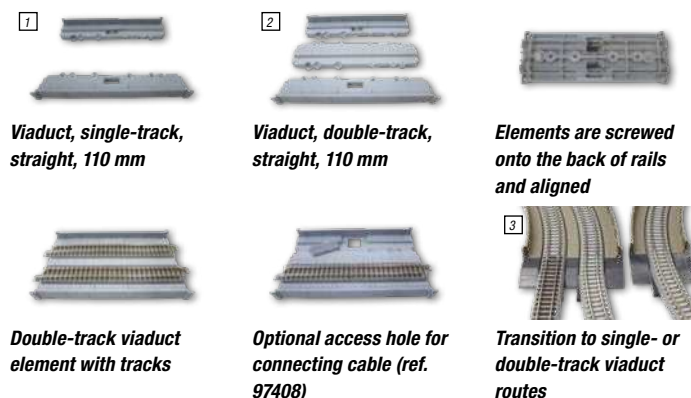 1
Viaduct, single-track,
straight, 110 mm
2
Viaduct, double-track,
straight, 110 mm
Elements are screwed
onto the back of rails
and aligned
Double-track viaduct
element with tracks
Optional access hole for
connecting cable (ref.
97408)
3
Transition to single- or
double-track viaduct
routes